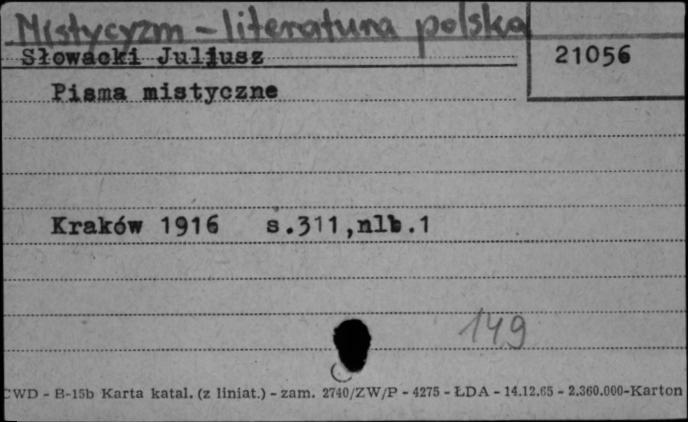 Mistycyzm - literatura polska
Słowacki Juljusz
21056
Pisma mistyczne
Kraków 1916 s.311,nlb.1
149
CWD - B-15b Karta katal. (z liniat.) - zam. 2740/ZW/P - 4275 - ŁDA - 14.12.65 - 2.360.000-Karton